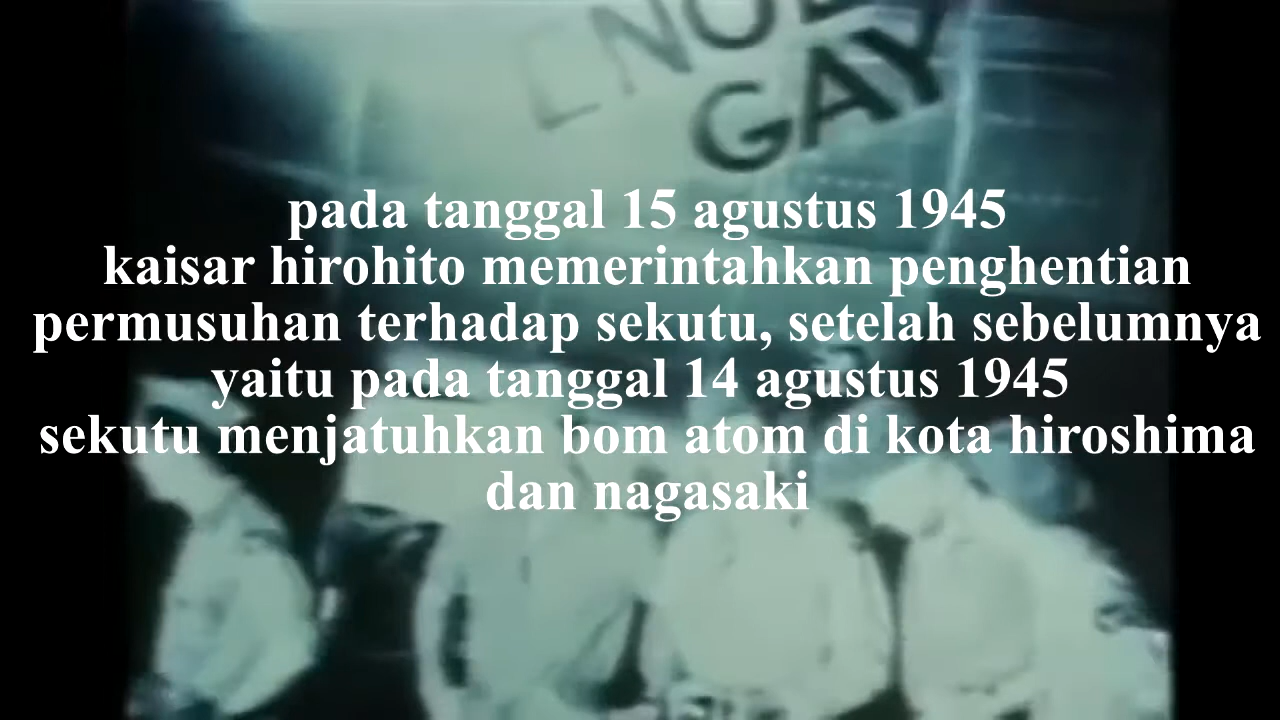 ENOL
GAY
pada tanggal 15 agustus 1945
kaisar hirohito memerintahkan penghentian
permusuhan terhadap sekutu, setelah sebelumnya
yaitu pada tanggal 14 agustus 1945
sekutu menjatuhkan bom atom di kota hiroshima
dan nagasaki